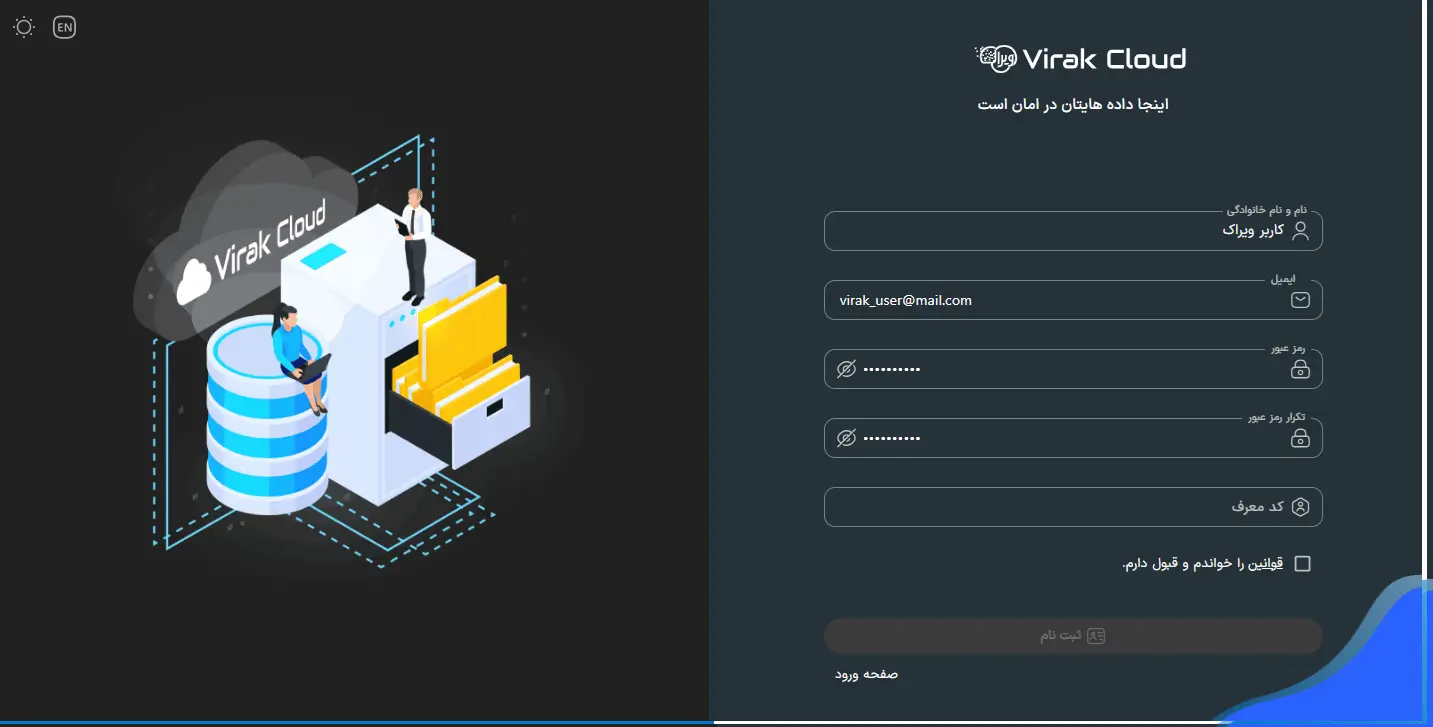 EN
Virak Cloud
ویراک Virak Cloud
اینجا داده هایتان در امان است
نام و نام خانوادگی
کاربر ویراک
ایمیل
virak_user@mail.com
رمز عبور
••••••••••
تکرار رمز عبور
••••••••••
کد معرف
قوانین را خواندم و قبول دارم.
ثبت نام
صفحه ورود